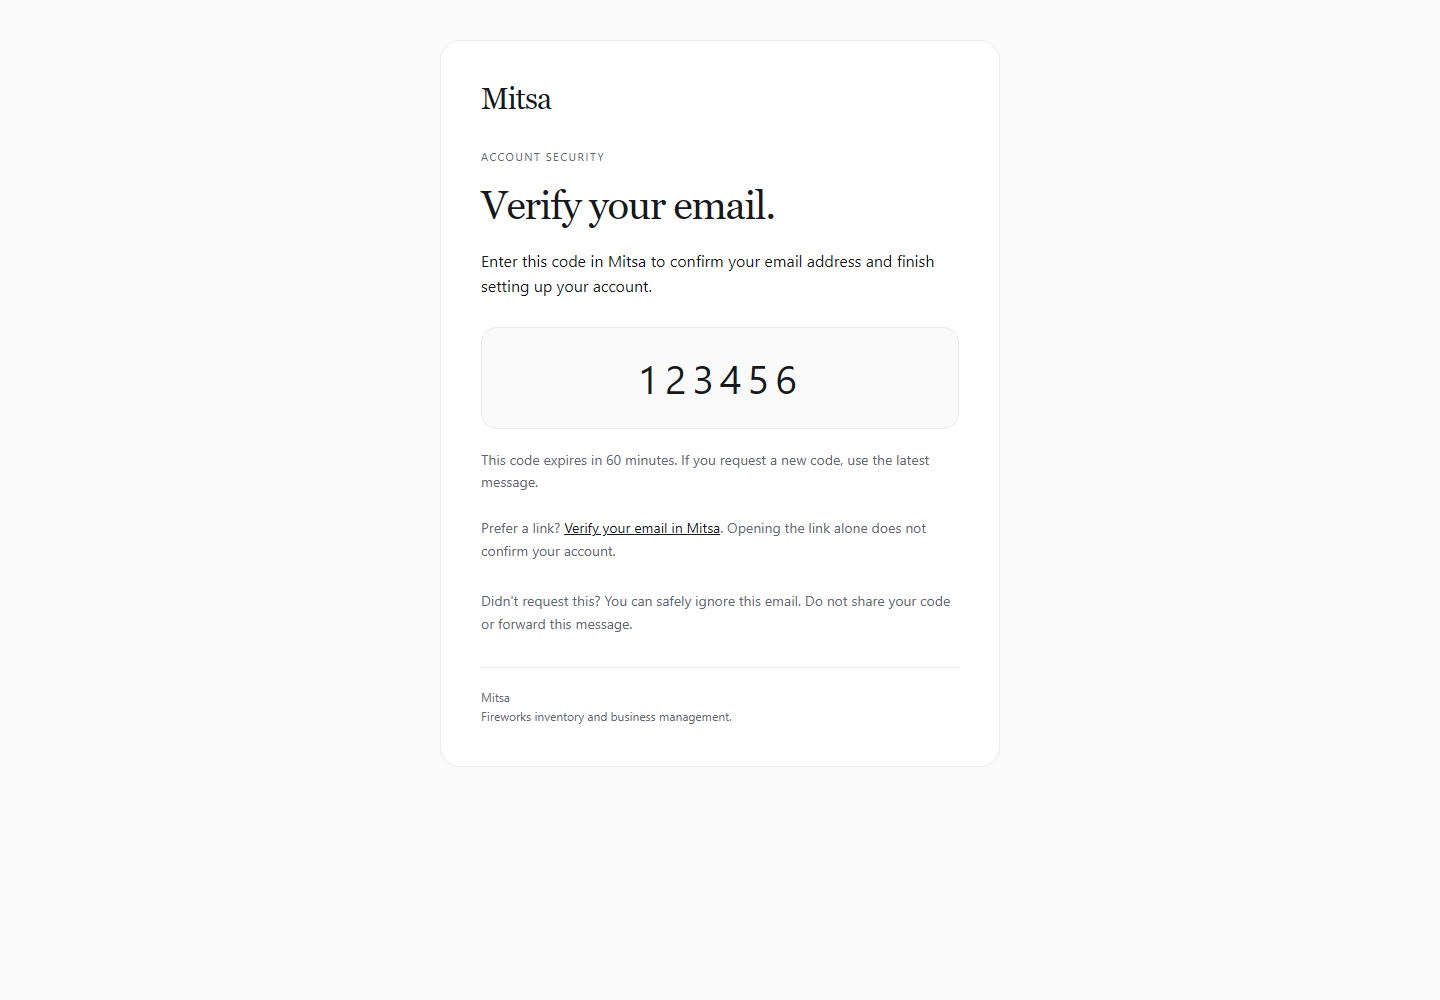 Mitsa
ACCOUNT SECURITY
Verify your email.
Enter this code in Mitsa to confirm your email address and finish
setting up your account.
123456
This code expires in 60 minutes. If you request a new code, use the latest
message.
Prefer a link? Verify your email in Mitsa. Opening the link alone does not
confirm your account.
Didn't request this? You can safely ignore this email. Do not share your code
or forward this message.
Mitsa
Fireworks inventory and business management.